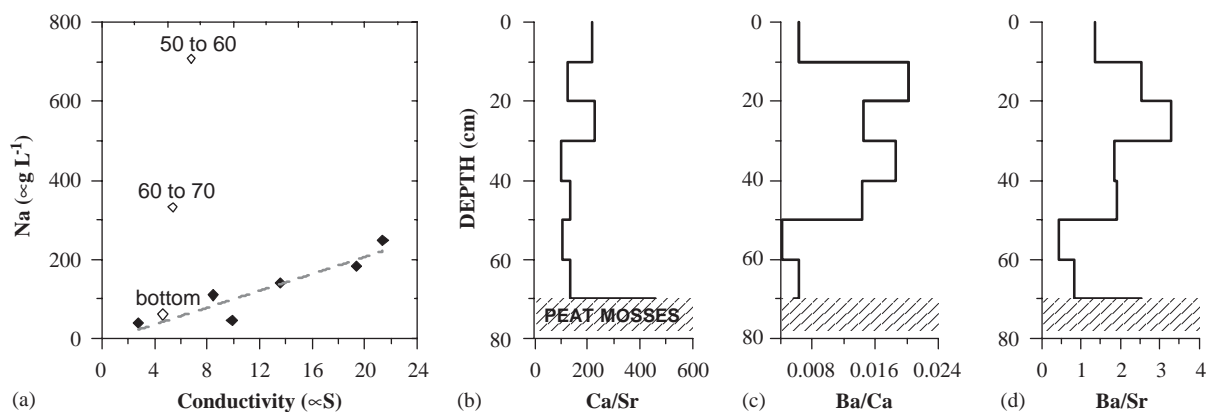 800
600
400
200
0
Na (∝g L-1)
50 to 60
60 to 70
bottom
0 4 8 12 16 20 24
(a) Conductivity (∝S)
0
20
40
60
80
DEPTH (cm)
PEAT MOSSES
0 200 400 600
(b) Ca/Sr
0
20
40
60
80
0.008 0.016 0.024
(c) Ba/Ca
0
20
40
60
80
0 1 2 3 4
(d) Ba/Sr